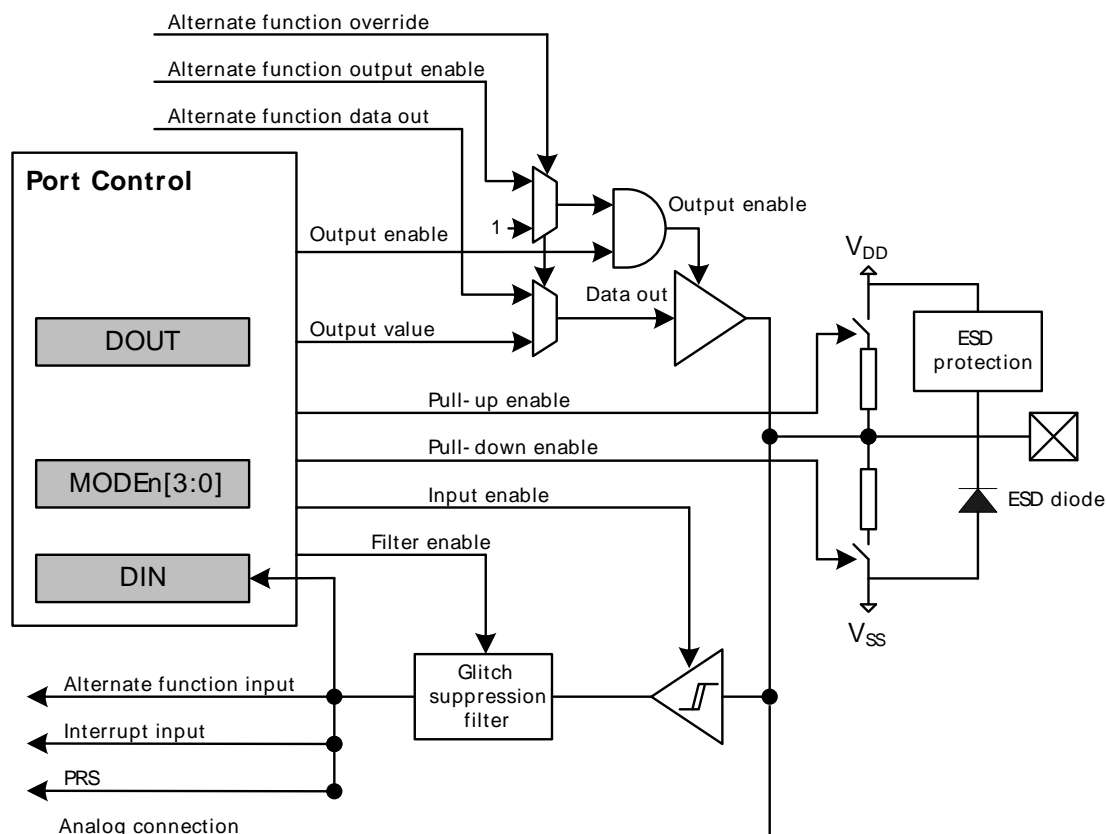 Alternate function override
Alternate function output enable
Alternate function data out
Port Control
1
Output enable
Output enable
VDD
Data out
DOUT
Output value
ESD
protection
Pull-up enable
Pull-down enable
MODEn[3:0]
Input enable
ESD diode
Filter enable
DIN
VSS
Glitch
suppression
filter
Alternate function input
Interrupt input
PRS
Analog connection